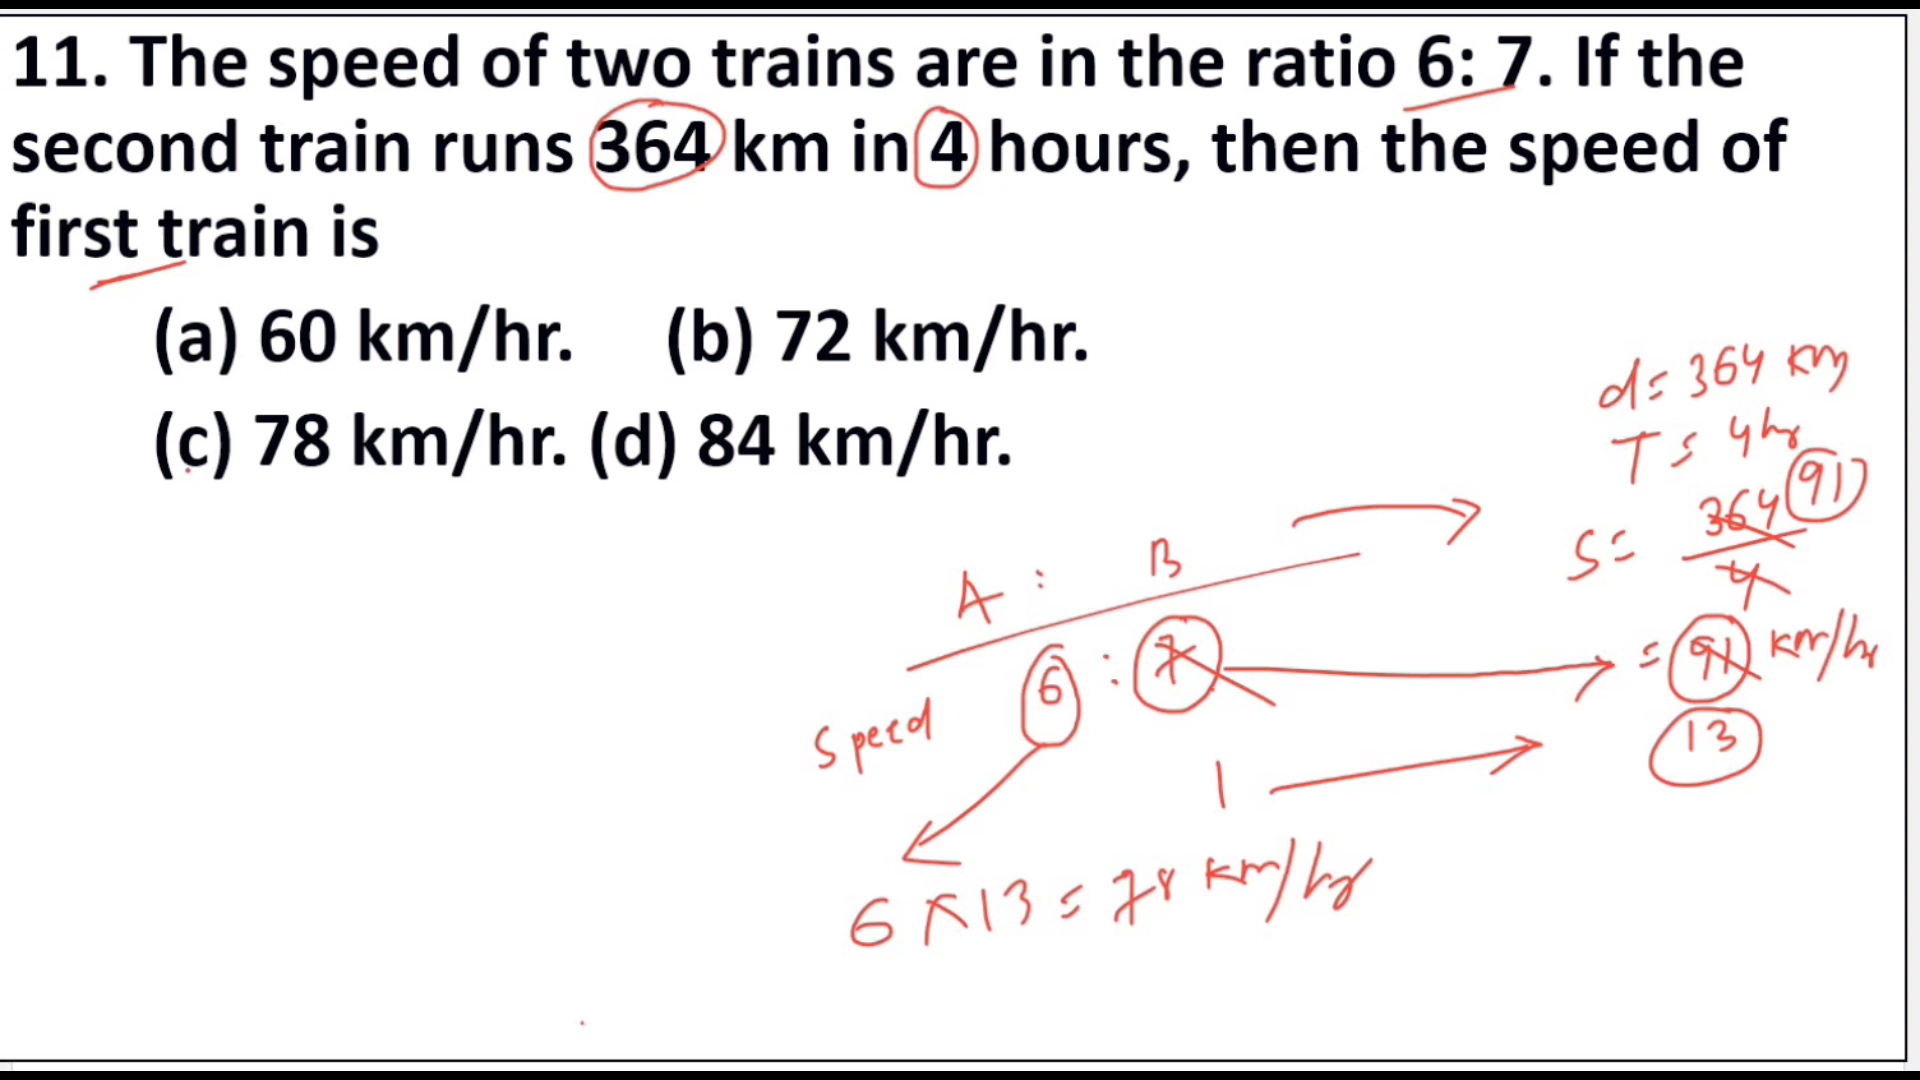 11. The speed of two trains are in the ratio 6: 7. If the
second train runs 364 km in 4 hours, then the speed of
first train is
(a) 60 km/hr. (b) 72 km/hr.
(c) 78 km/hr. (d) 84 km/hr.
d= 364 km
T= 4hr
S= 364/4 91
= 91 km/hr
13
A : B
Speed 6 : 7
1
6 × 13 = 78 km/hr